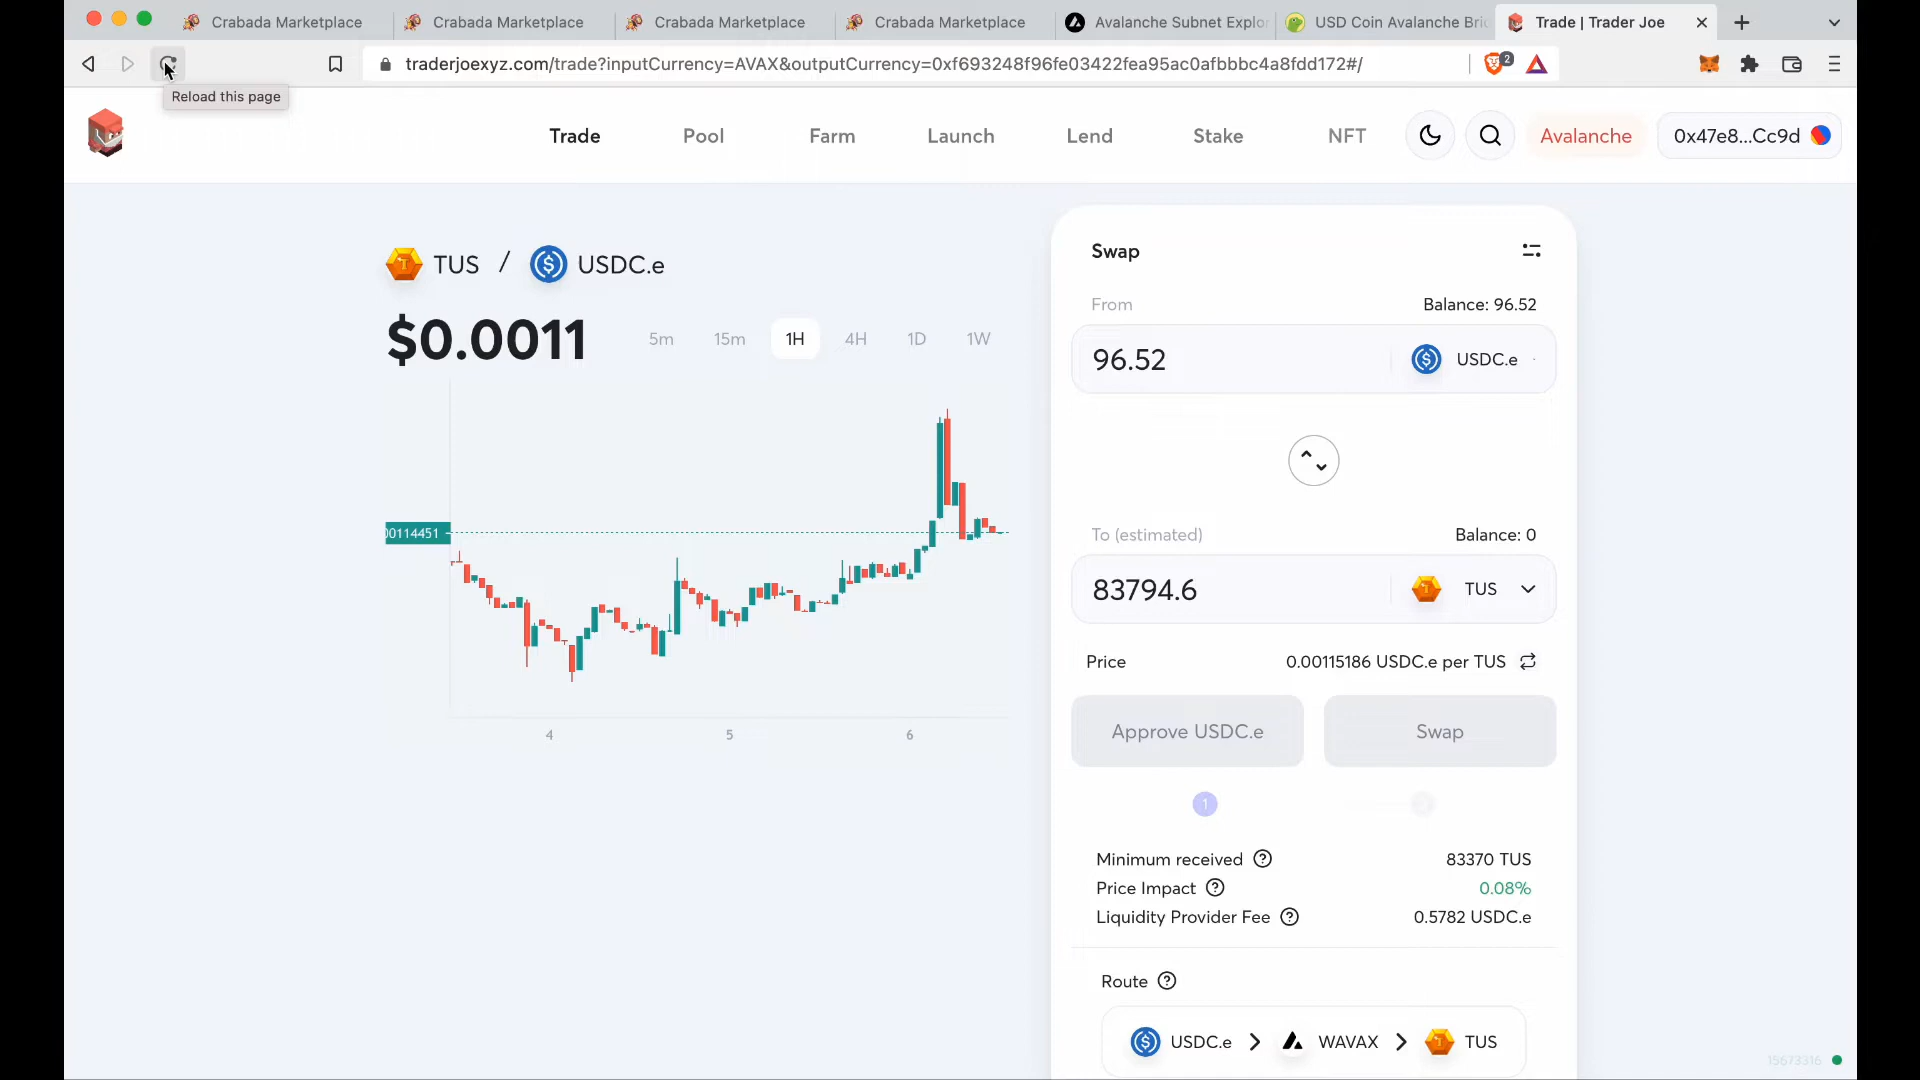 Crabada Marketplace
Crabada Marketplace
Crabada Marketplace
Crabada Marketplace
Avalanche Subnet Explo
USD Coin Avalanche Bri
Trade | Trader Joe
traderjoexyz.com/trade?inputCurrency=AVAX&outputCurrency=0xf693248f96fe03422fea95ac0afbbbc4a8fdd172#/
2
Reload this page
Trade
Pool
Farm
Launch
Lend
Stake
NFT
Avalanche
0x47e8...Cc9d
TUS / USDC.e
$0.0011
5m 15m 1H 4H 1D 1W
00114451
4 5 6
Swap
From Balance: 96.52
96.52 USDC.e
To (estimated) Balance: 0
83794.6 TUS
Price 0.00115186 USDC.e per TUS
Approve USDC.e Swap
1
Minimum received 83370 TUS
Price Impact 0.08%
Liquidity Provider Fee 0.5782 USDC.e
Route
USDC.e > WAVAX > TUS
15673316